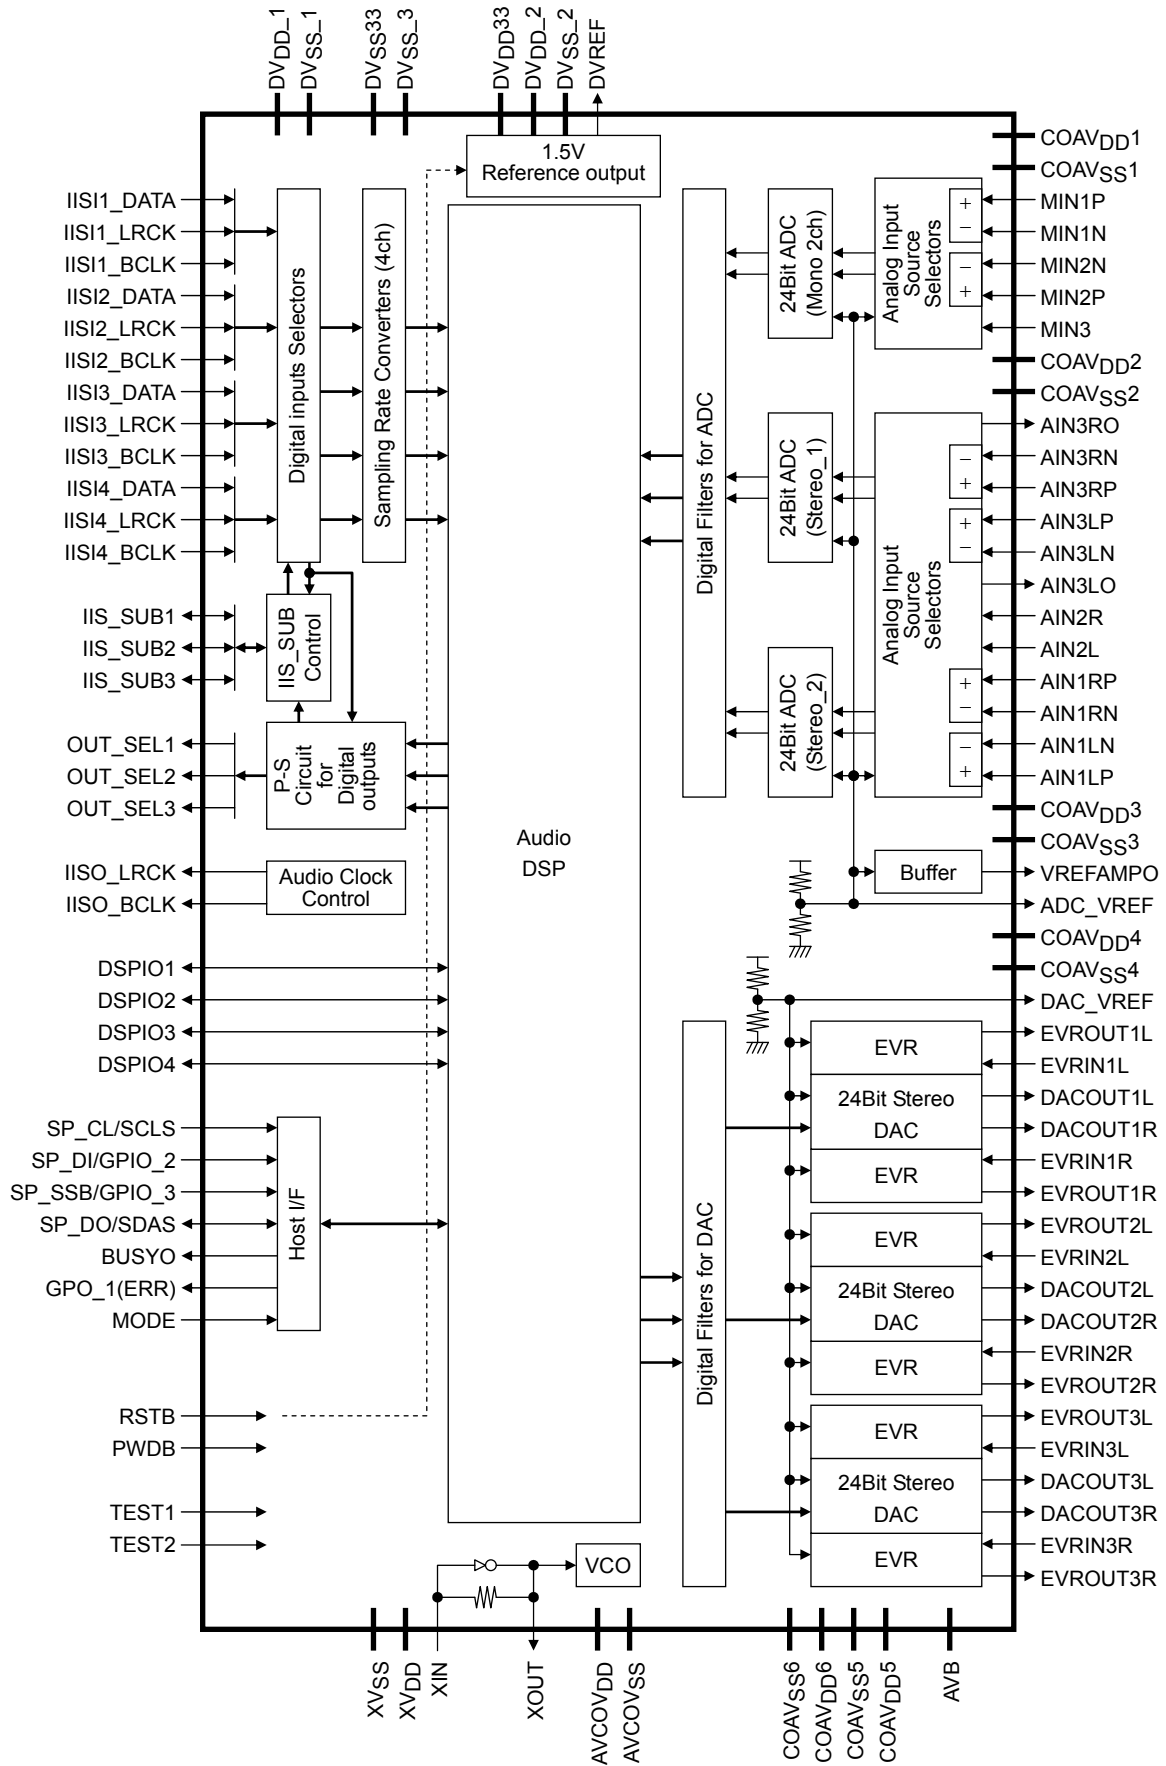 DVDD_1
DVSS_1
DVSS33
DVSS_3
DVDD33
DVDD_2
DVSS_2
DVREF
1.5V
Reference output
IISI1_DATA
IISI1_LRCK
IISI1_BCLK
IISI2_DATA
IISI2_LRCK
IISI2_BCLK
IISI3_DATA
IISI3_LRCK
IISI3_BCLK
IISI4_DATA
IISI4_LRCK
IISI4_BCLK
IIS_SUB1
IIS_SUB2
IIS_SUB3
OUT_SEL1
OUT_SEL2
OUT_SEL3
IISO_LRCK
IISO_BCLK
DSPIO1
DSPIO2
DSPIO3
DSPIO4
SP_CL/SCLS
SP_DI/GPIO_2
SP_SSB/GPIO_3
SP_DO/SDAS
BUSYO
GPO_1(ERR)
MODE
RSTB
PWDB
TEST1
TEST2
Digital inputs Selectors
Sampling Rate Converters (4ch)
IIS_SUB
Control
P-S
Circuit
for
Digital
outputs
Audio Clock
Control
Host I/F
Audio
DSP
Digital Filters for ADC
24Bit ADC
(Mono 2ch)
24Bit ADC
(Stereo_1)
24Bit ADC
(Stereo_2)
Analog Input
Source
Selectors
+
−
−
+
Analog Input
Source
Selectors
−
+
+
−
+
−
−
+
Buffer
Digital Filters for DAC
EVR
24Bit Stereo
DAC
EVR
EVR
24Bit Stereo
DAC
EVR
EVR
24Bit Stereo
DAC
EVR
VCO
COAVDD1
COAVSS1
MIN1P
MIN1N
MIN2N
MIN2P
MIN3
COAVDD2
COAVSS2
AIN3RO
AIN3RN
AIN3RP
AIN3LP
AIN3LN
AIN3LO
AIN2R
AIN2L
AIN1RP
AIN1RN
AIN1LN
AIN1LP
COAVDD3
COAVSS3
VREFAMPO
ADC_VREF
COAVDD4
COAVSS4
DAC_VREF
EVROUT1L
EVRIN1L
DACOUT1L
DACOUT1R
EVRIN1R
EVROUT1R
EVROUT2L
EVRIN2L
DACOUT2L
DACOUT2R
EVRIN2R
EVROUT2R
EVROUT3L
EVRIN3L
DACOUT3L
DACOUT3R
EVRIN3R
EVROUT3R
XVSS
XVDD
XIN
XOUT
AVCOVDD
AVCOVSS
COAVSS6
COAVDD6
COAVSS5
COAVDD5
AVB